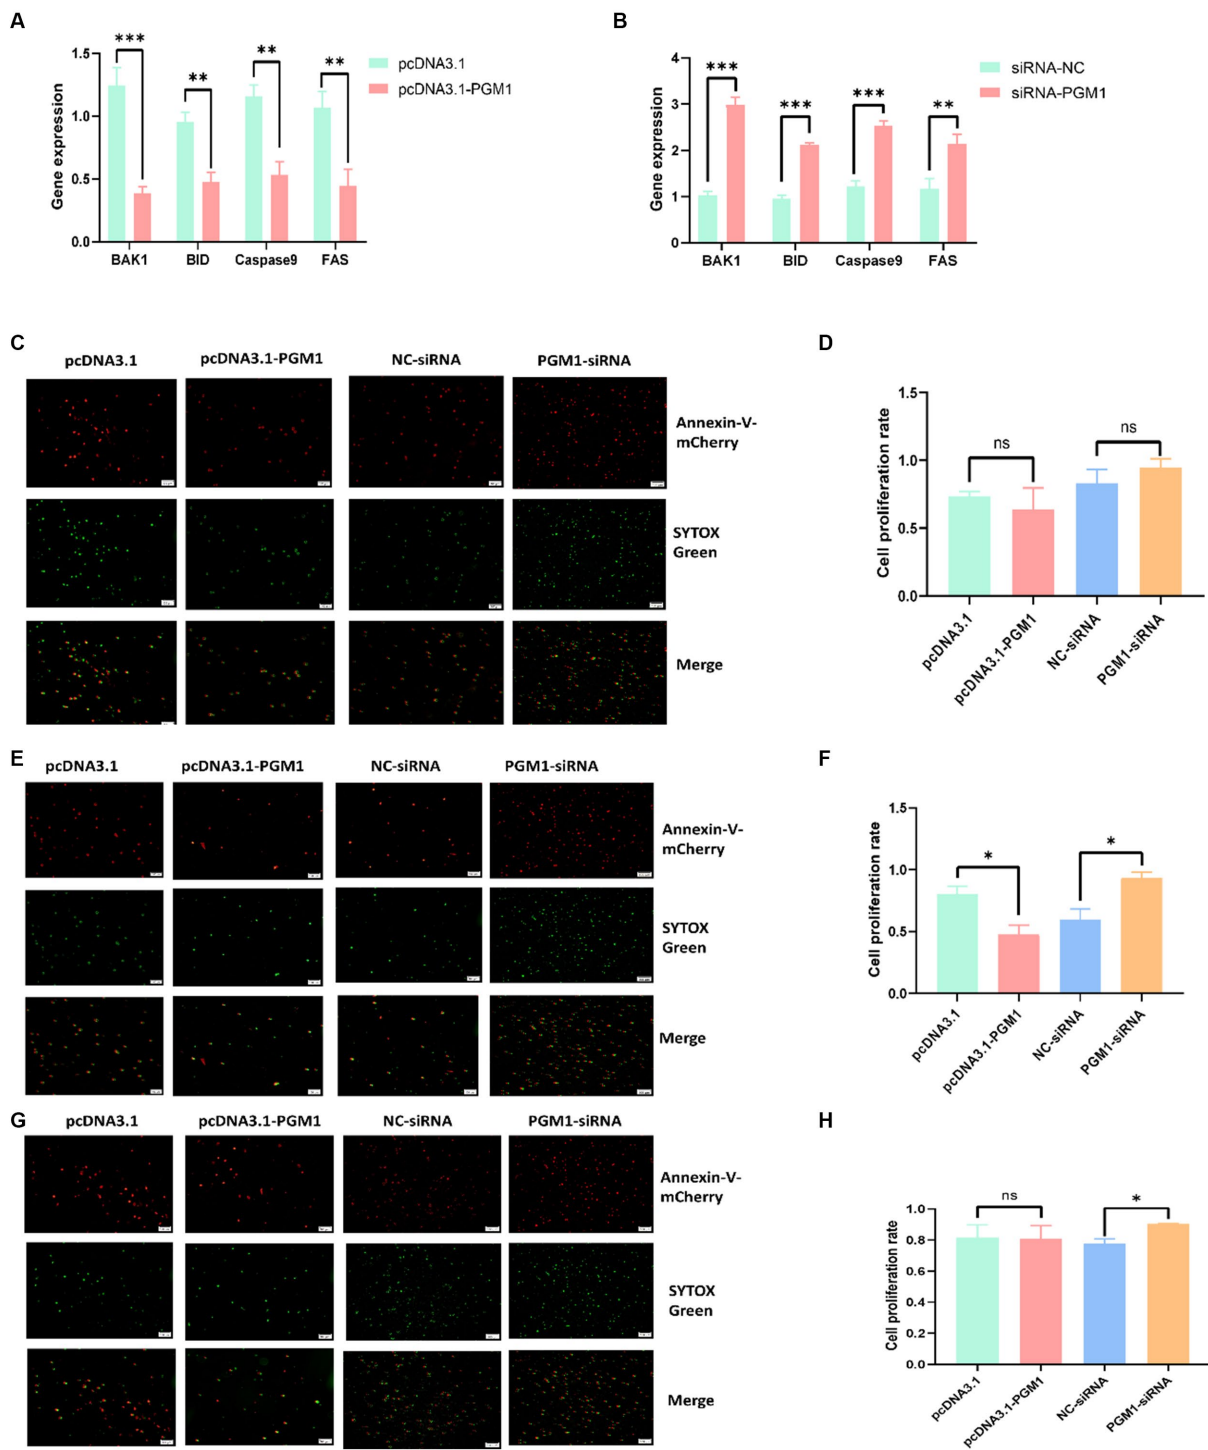 A
B
***
**
**
**
pcDNA3.1
pcDNA3.1-PGM1
1.5
1.0
0.5
0.0
Gene expression
BAK1
BID
Caspase9
FAS
***
***
***
**
siRNA-NC
siRNA-PGM1
4
3
2
1
0
Gene expression
BAK1
BID
Caspase9
FAS
C
pcDNA3.1
pcDNA3.1-PGM1
NC-siRNA
PGM1-siRNA
Annexin-V-
mCherry
SYTOX
Green
Merge
D
1.5
1.0
0.5
0.0
Cell proliferation rate
ns
ns
pcDNA3.1
pcDNA3.1-PGM1
NC-siRNA
PGM1-siRNA
E
pcDNA3.1
pcDNA3.1-PGM1
NC-siRNA
PGM1-siRNA
Annexin-V-
mCherry
SYTOX
Green
Merge
F
1.5
1.0
0.5
0.0
Cell proliferation rate
*
*
pcDNA3.1
pcDNA3.1-PGM1
NC-siRNA
PGM1-siRNA
G
pcDNA3.1
pcDNA3.1-PGM1
NC-siRNA
PGM1-siRNA
Annexin-V-
mCherry
SYTOX
Green
Merge
H
1.0
0.8
0.6
0.4
0.2
0.0
Cell proliferation rate
ns
*
pcDNA3.1
pcDNA3.1-PGM1
NC-siRNA
PGM1-siRNA